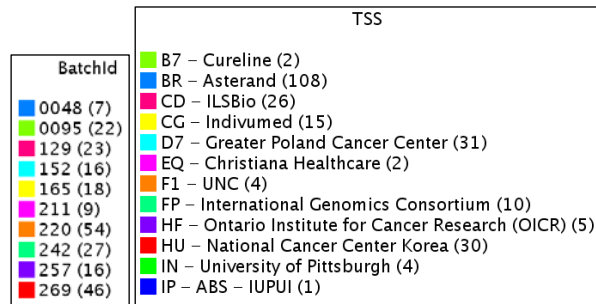 BatchId
0048 (7)
0095 (22)
129 (23)
152 (16)
165 (18)
211 (9)
220 (54)
242 (27)
257 (16)
269 (46)
TSS
B7 – Cureline (2)
BR – Asterand (108)
CD – ILSBio (26)
CG – Indivumed (15)
D7 – Greater Poland Cancer Center (31)
EQ – Christiana Healthcare (2)
F1 – UNC (4)
FP – International Genomics Consortium (10)
HF – Ontario Institute for Cancer Research (OICR) (5)
HU – National Cancer Center Korea (30)
IN – University of Pittsburgh (4)
IP – ABS – IUPUI (1)